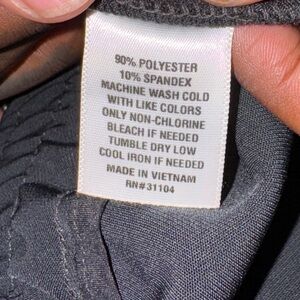 90% POLYESTER
10% SPANDEX
MACHINE WASH COLD
WITH LIKE COLORS
ONLY NON-CHLORINE
BLEACH IF NEEDED
TUMBLE DRY LOW
COOL IRON IF NEEDED
MADE IN VIETNAM
RN#31104